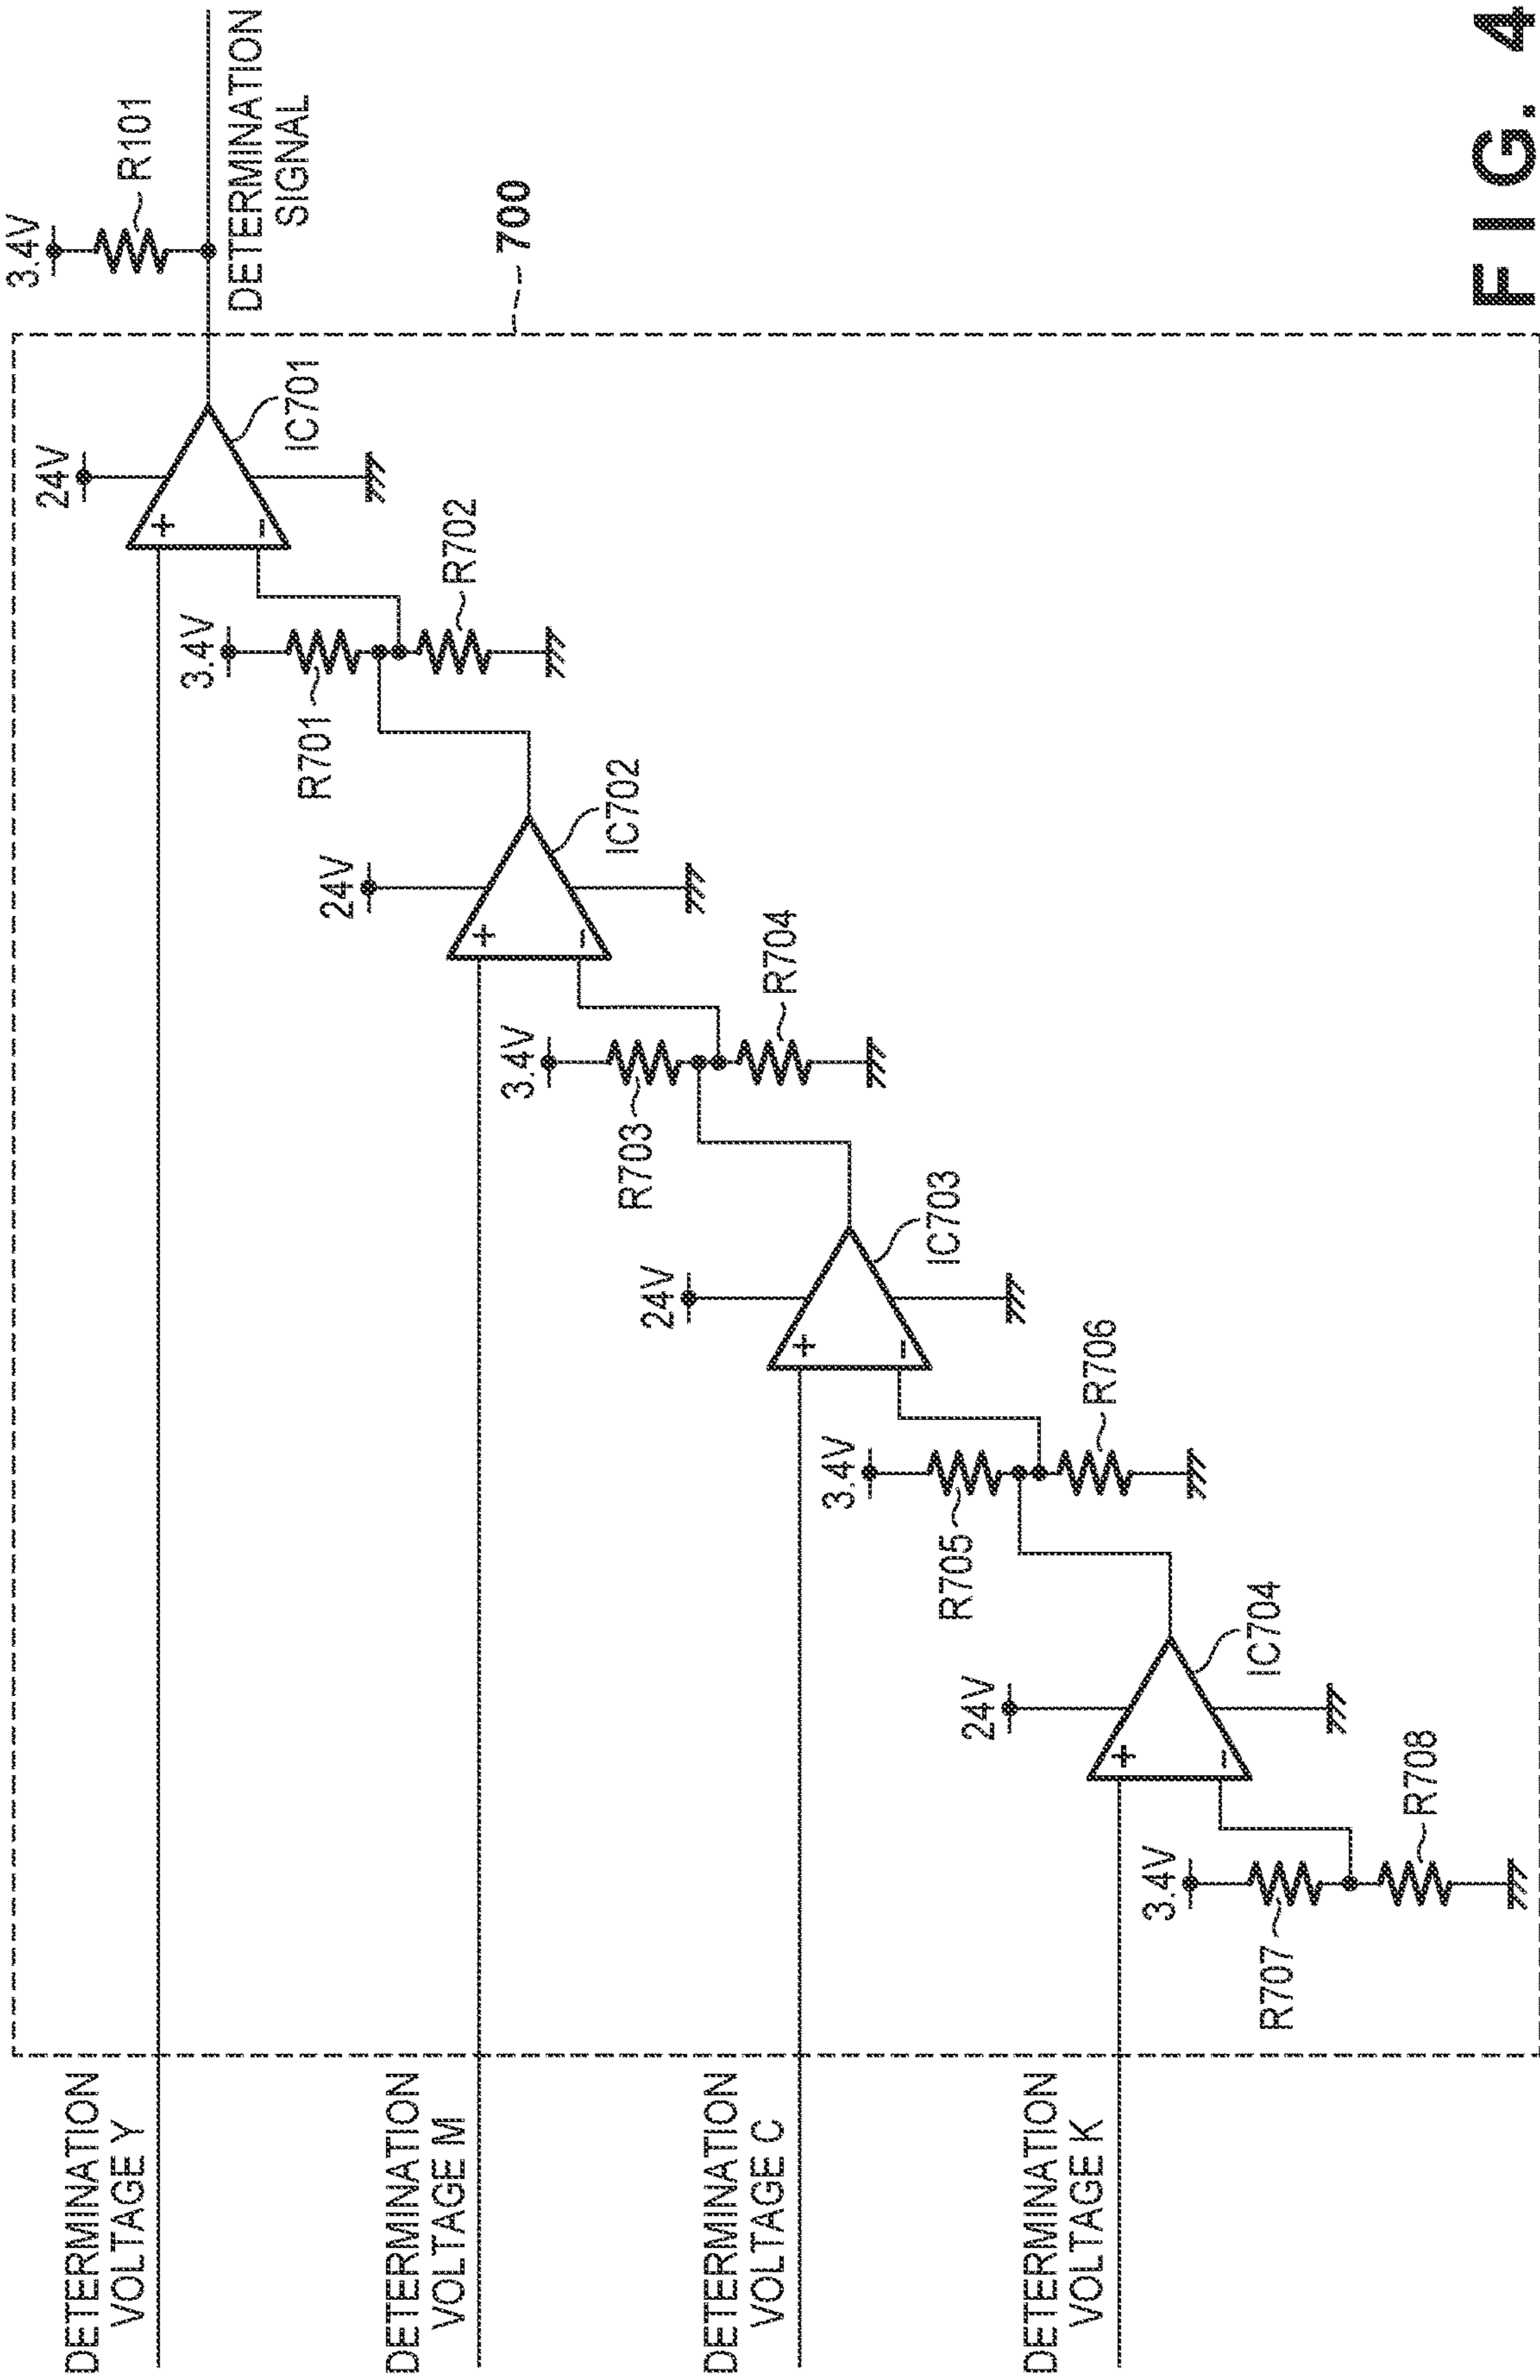 DETERMINATION
VOLTAGE Y
3.4V
R101
24V
IC701
DETERMINATION
SIGNAL
3.4V
R701
R702
700
DETERMINATION
VOLTAGE M
24V
IC702
3.4V
R703
R704
DETERMINATION
VOLTAGE C
24V
IC703
3.4V
R705
R706
DETERMINATION
VOLTAGE K
24V
IC704
3.4V
R707
R708
+
−
+
−
+
−
+
−
FIG. 4